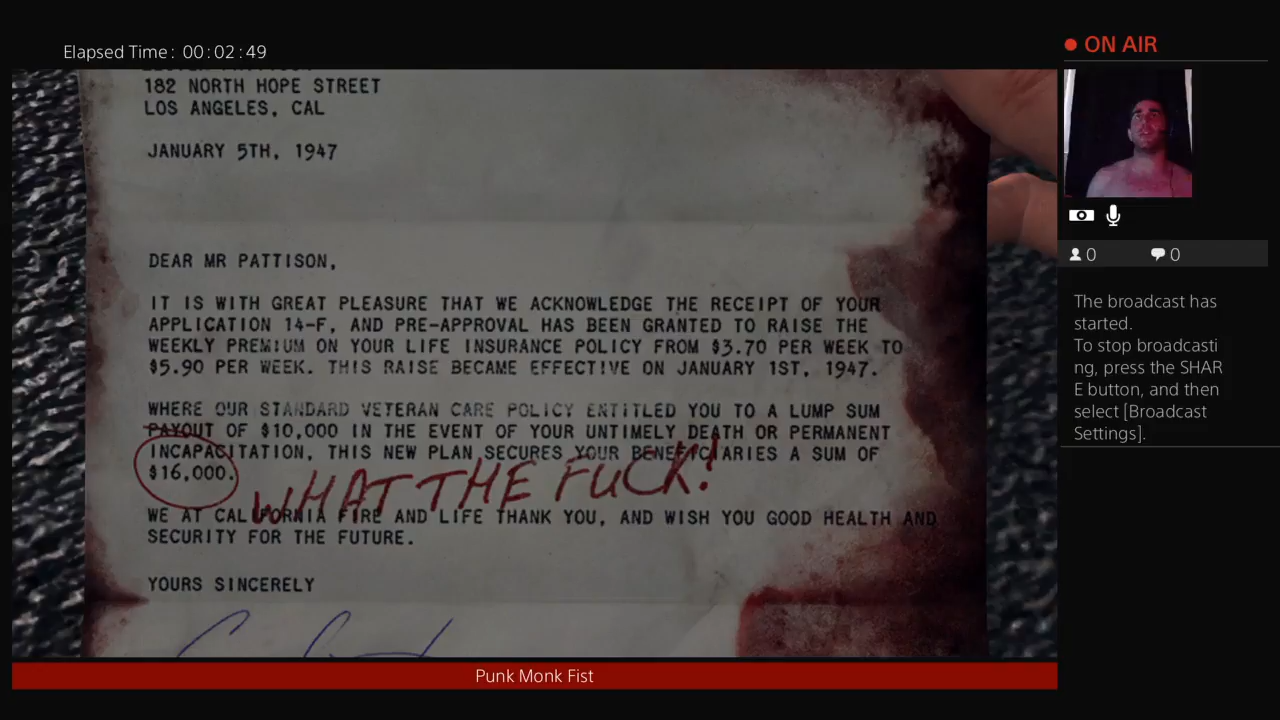 Elapsed Time: 00:02:49
ON AIR
182 NORTH HOPE STREET
LOS ANGELES, CAL
JANUARY 5TH, 1947
DEAR MR PATTISON,
IT IS WITH GREAT PLEASURE THAT WE ACKNOWLEDGE THE RECEIPT OF YOUR
APPLICATION 14-F, AND PRE-APPROVAL HAS BEEN GRANTED TO RAISE THE
WEEKLY PREMIUM ON YOUR LIFE INSURANCE POLICY FROM $3.70 PER WEEK TO
$5.90 PER WEEK. THIS RAISE BECAME EFFECTIVE ON JANUARY 1ST, 1947.
WHERE OUR STANDARD VETERAN CARE POLICY ENTITLED YOU TO A LUMP SUM
PAYOUT OF $10,000 IN THE EVENT OF YOUR UNTIMELY DEATH OR PERMANENT
INCAPACITATION, THIS NEW PLAN SECURES YOUR BENEFICIARIES A SUM OF
$16,000.
WHAT THE FUCK!
WE AT CALIFORNIA FIRE AND LIFE THANK YOU, AND WISH YOU GOOD HEALTH AND
SECURITY FOR THE FUTURE.
YOURS SINCERELY
0
0
The broadcast has
started.
To stop broadcasti
ng, press the SHAR
E button, and then
select [Broadcast
Settings].
Punk Monk Fist